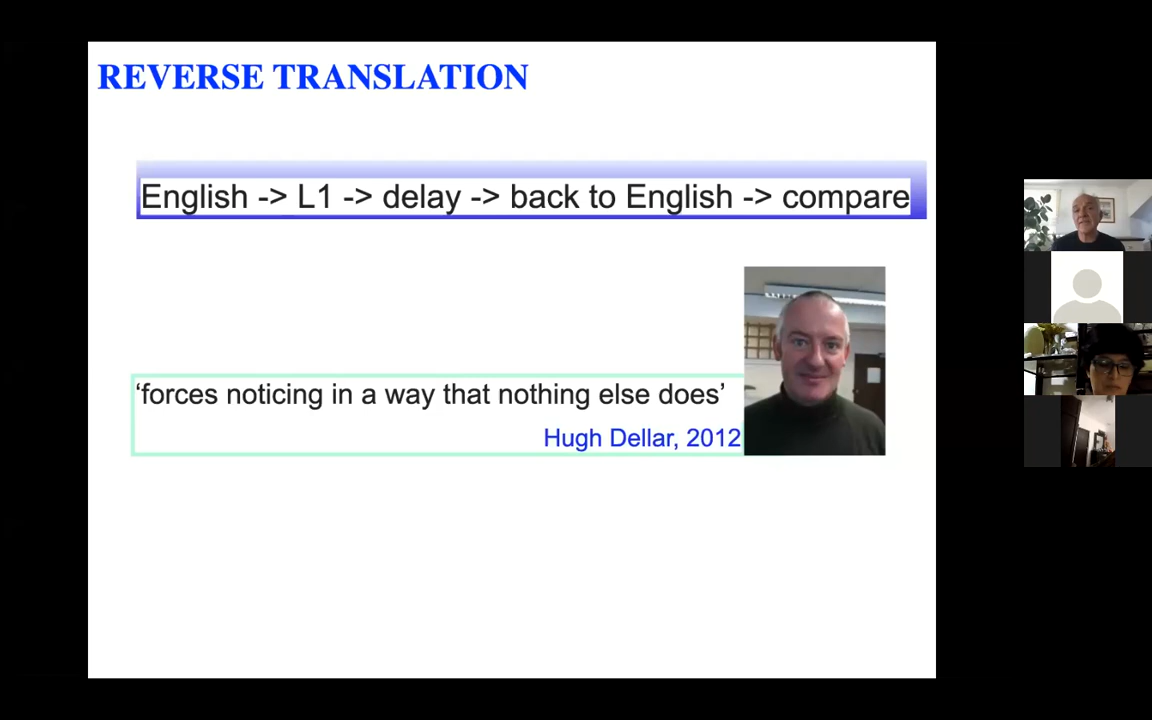 REVERSE TRANSLATION
English -> L1 -> delay -> back to English -> compare
‘forces noticing in a way that nothing else does’
Hugh Dellar, 2012